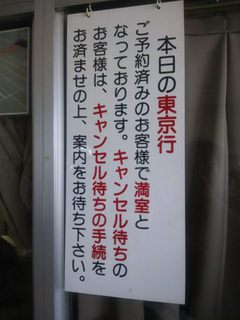 本日の東京行
ご予約済みのお客様で満室と
なっております。キャンセル待ちの
お客様は、キャンセル待ちの手続を
お済ませの上、案内をお待ち下さい。